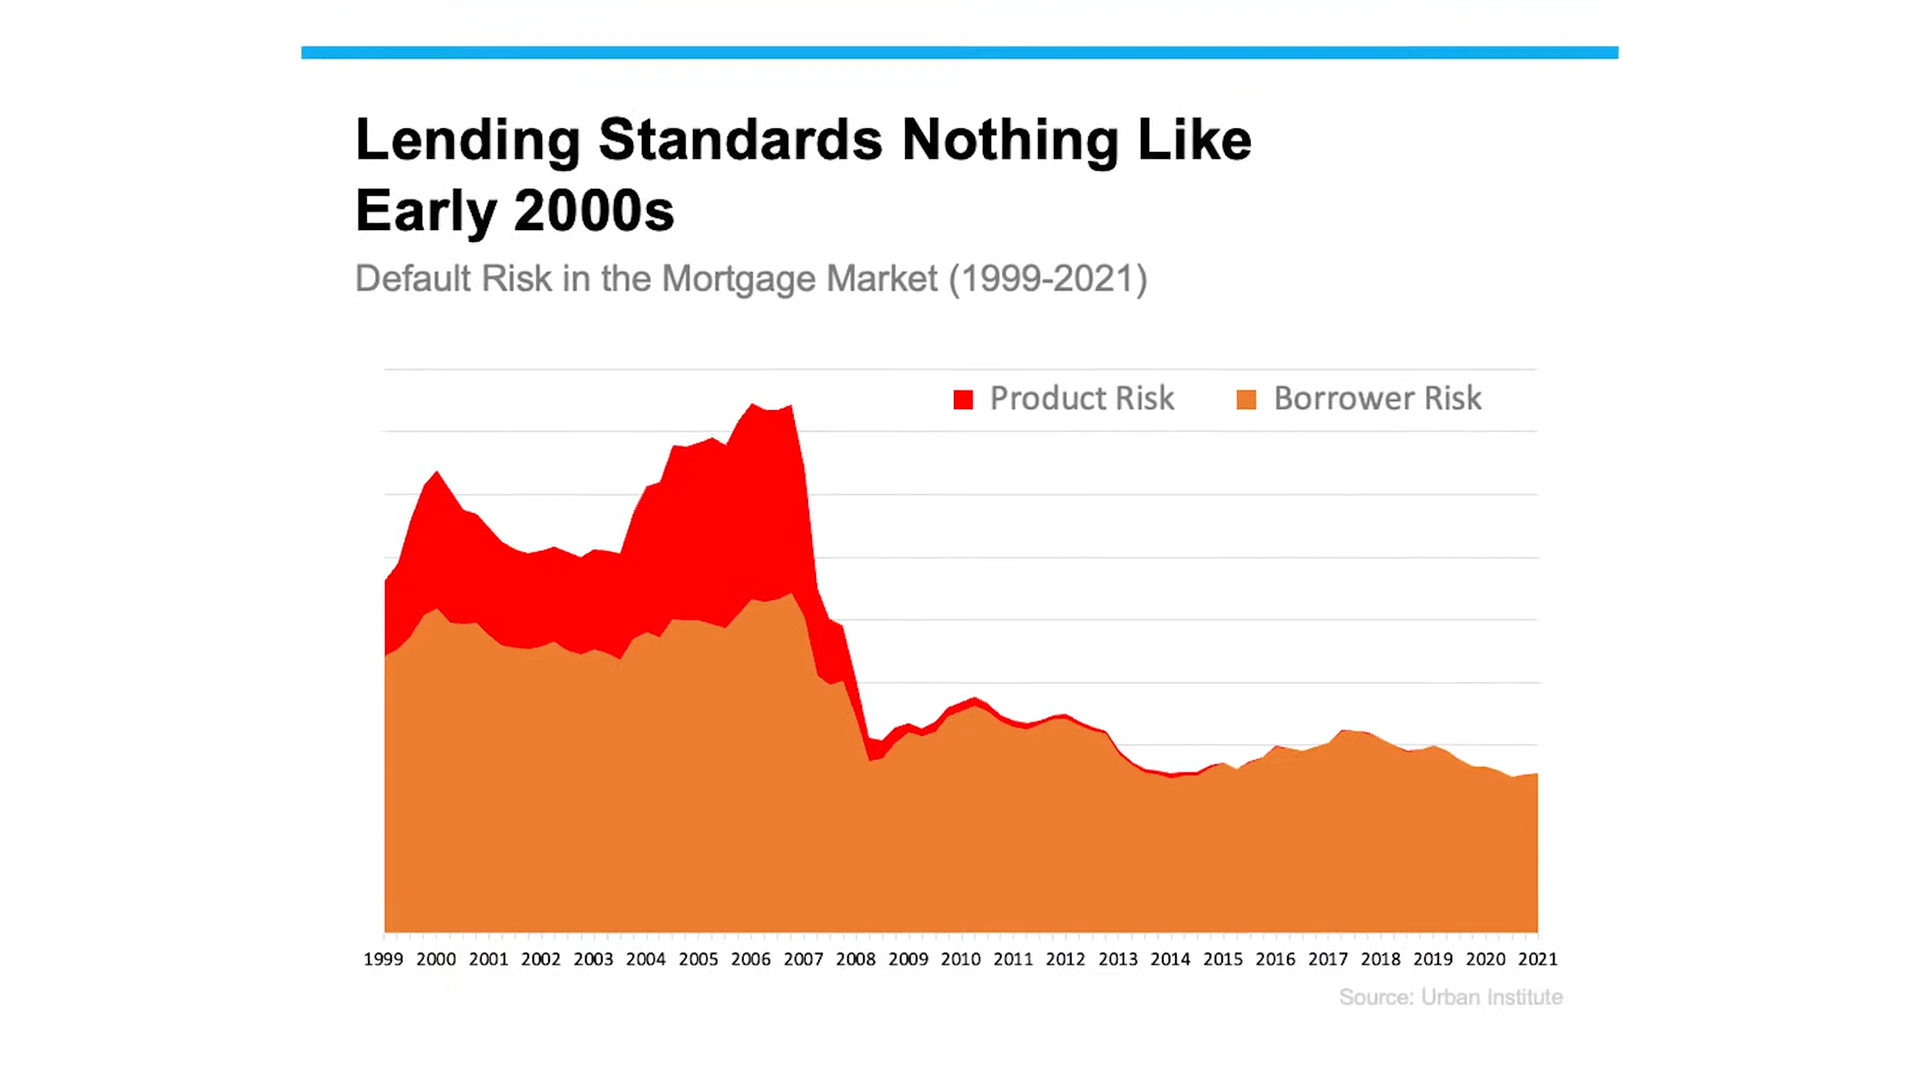 Lending Standards Nothing Like
Early 2000s
Default Risk in the Mortgage Market (1999-2021)
Product Risk Borrower Risk
1999 2000 2001 2002 2003 2004 2005 2006 2007 2008 2009 2010 2011 2012 2013 2014 2015 2016 2017 2018 2019 2020 2021
Source: Urban Institute